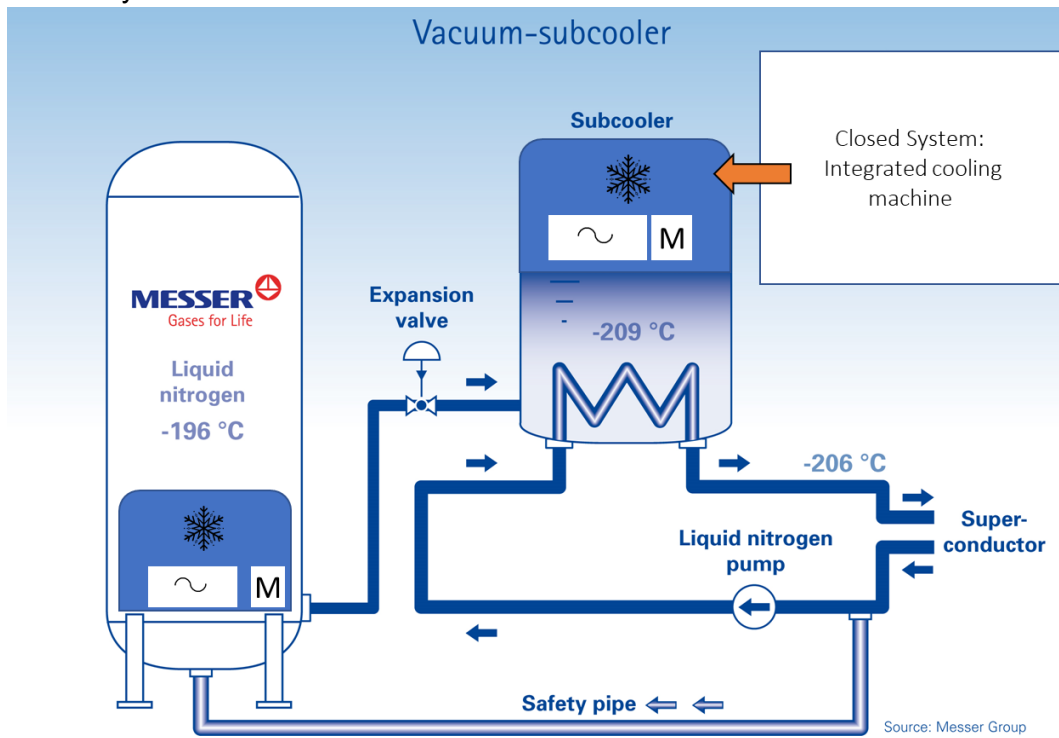 Vacuum-subcooler
Subcooler
Closed System:
Integrated cooling
machine
M
MESSER
Gases for Life
Expansion
valve
-209 °C
Liquid
nitrogen
-196 °C
-206 °C
Super-
conductor
Liquid nitrogen
pump
M
Safety pipe
Source: Messer Group